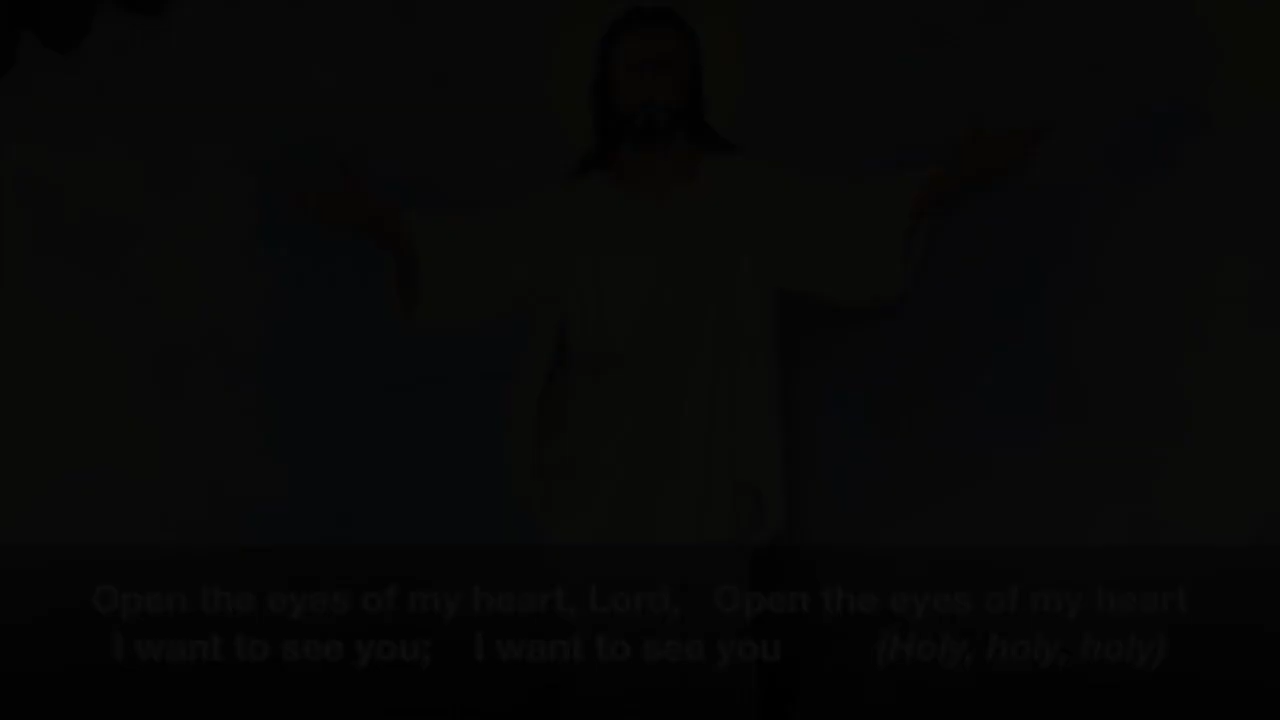 Open the eyes of my heart, Lord, Open the eyes of my heart
I want to see you; I want to see you (Holy, holy, holy)